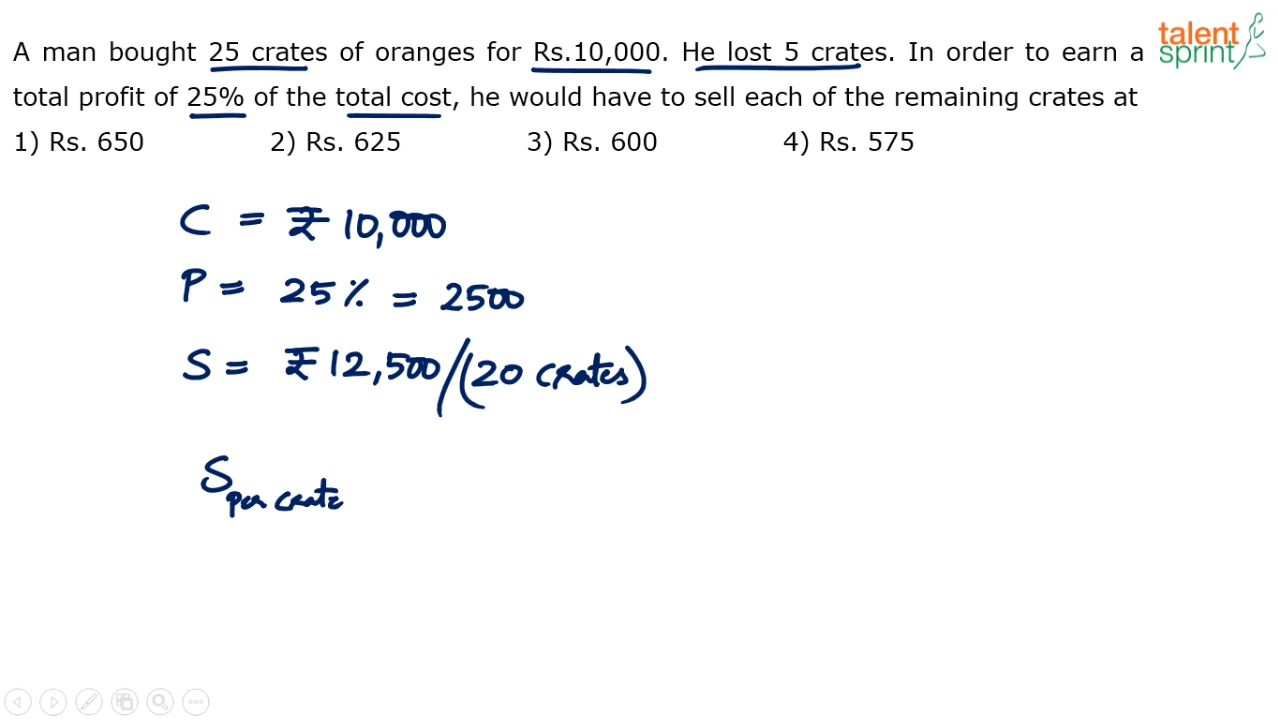 talent
sprint
A man bought 25 crates of oranges for Rs.10,000. He lost 5 crates. In order to earn a
total profit of 25% of the total cost, he would have to sell each of the remaining crates at
1) Rs. 650 2) Rs. 625 3) Rs. 600 4) Rs. 575
C = ₹ 10,000
P = 25% = 2500
S = ₹ 12,500/(20 crates)
S per crate